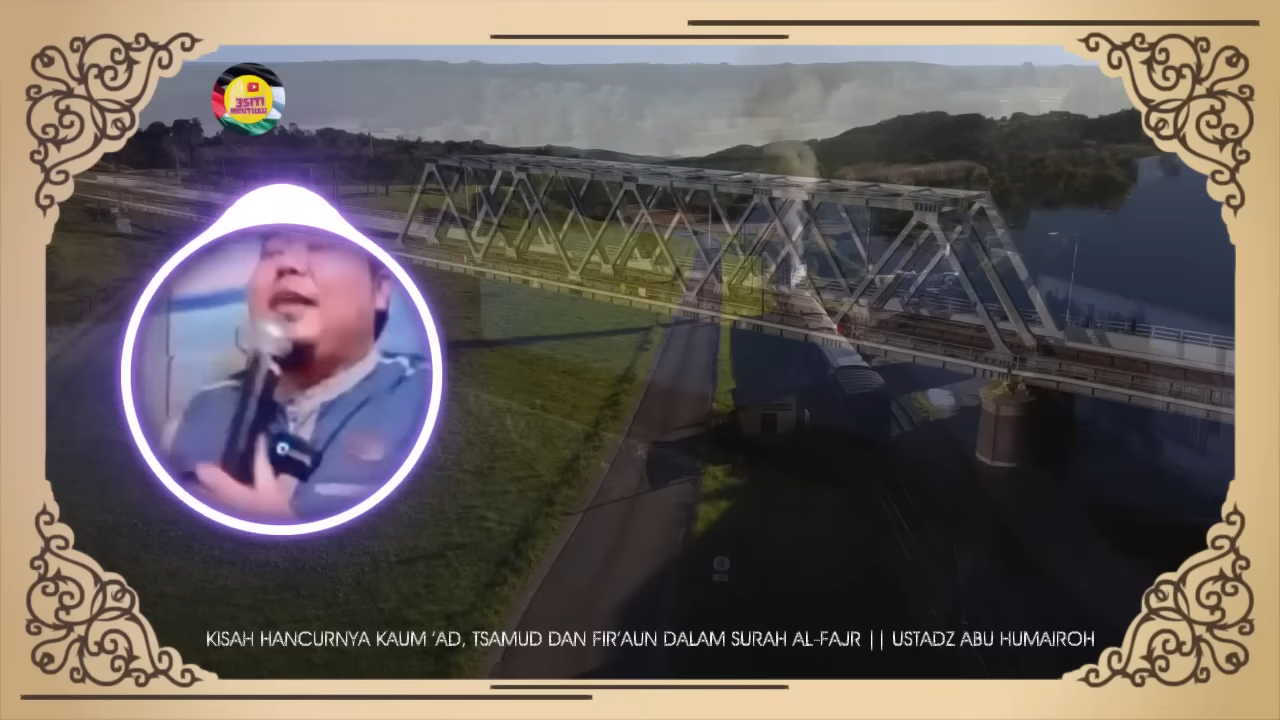 KISAH HANCURNYA KAUM 'AD, TSAMUD DAN FIR'AUN DALAM SURAH AL-FAJR || USTADZ ABU HUMAIROH